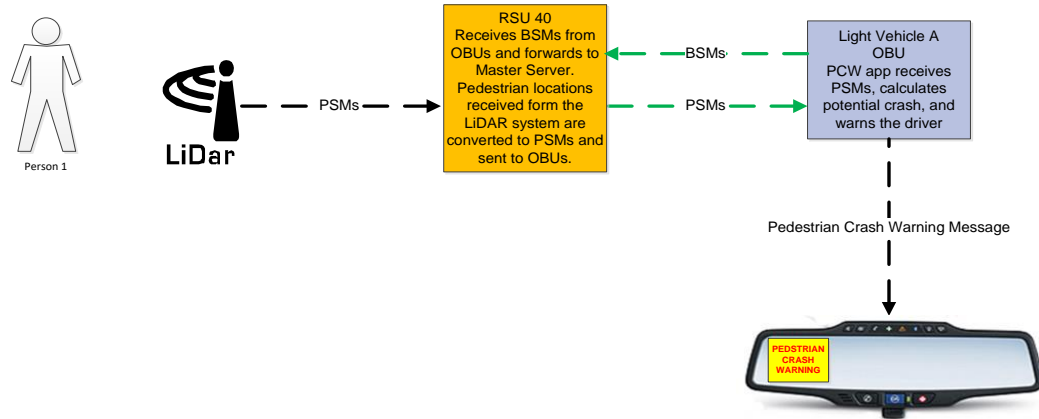 Person 1
LiDar
PSMs
RSU 40
Receives BSMs from
OBUs and forwards to
Master Server.
Pedestrian locations
received form the
LiDAR system are
converted to PSMs and
sent to OBUs.
BSMs
PSMs
Light Vehicle A
OBU
PCW app receives
PSMs, calculates
potential crash, and
warns the driver
Pedestrian Crash Warning Message
PEDSTRIAN
CRASH
WARNING